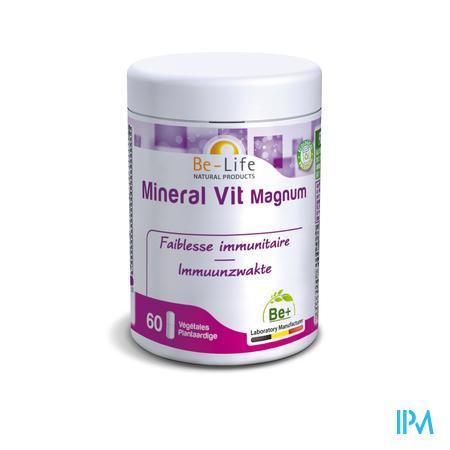 Be-Life
NATURAL PRODUCTS
Mineral Vit Magnum
Faiblesse immunitaire
Immuunzwakte
60 Végétales
Plantaardige
Be+
Laboratory Manufacturer
IPM